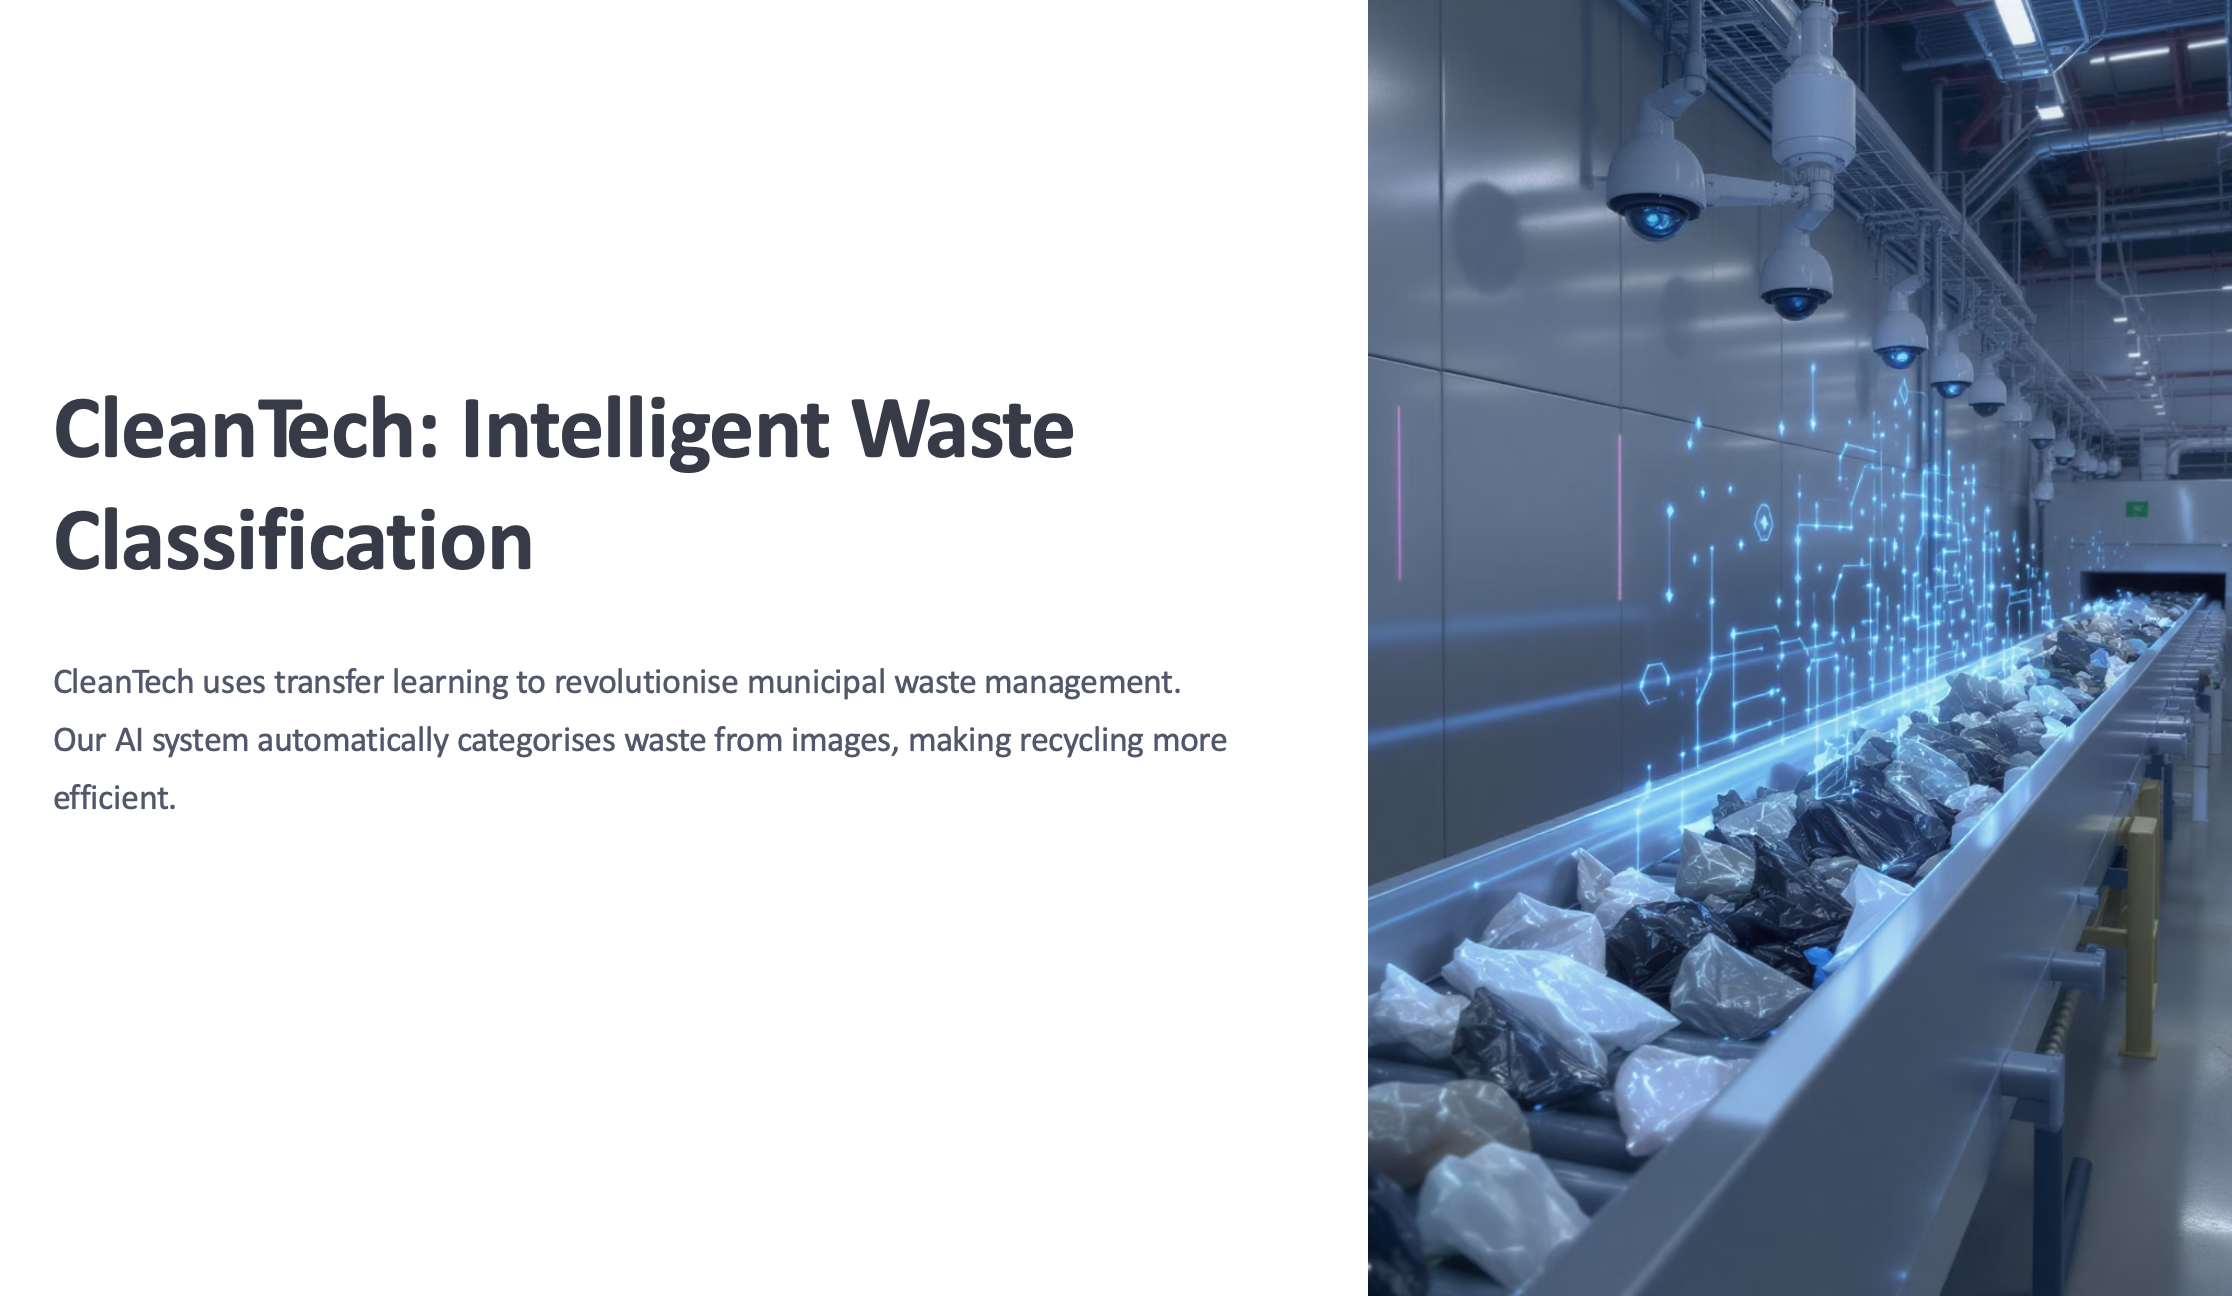 CleanTech: Intelligent Waste
Classification
CleanTech uses transfer learning to revolutionise municipal waste management.
Our AI system automatically categorises waste from images, making recycling more
efficient.